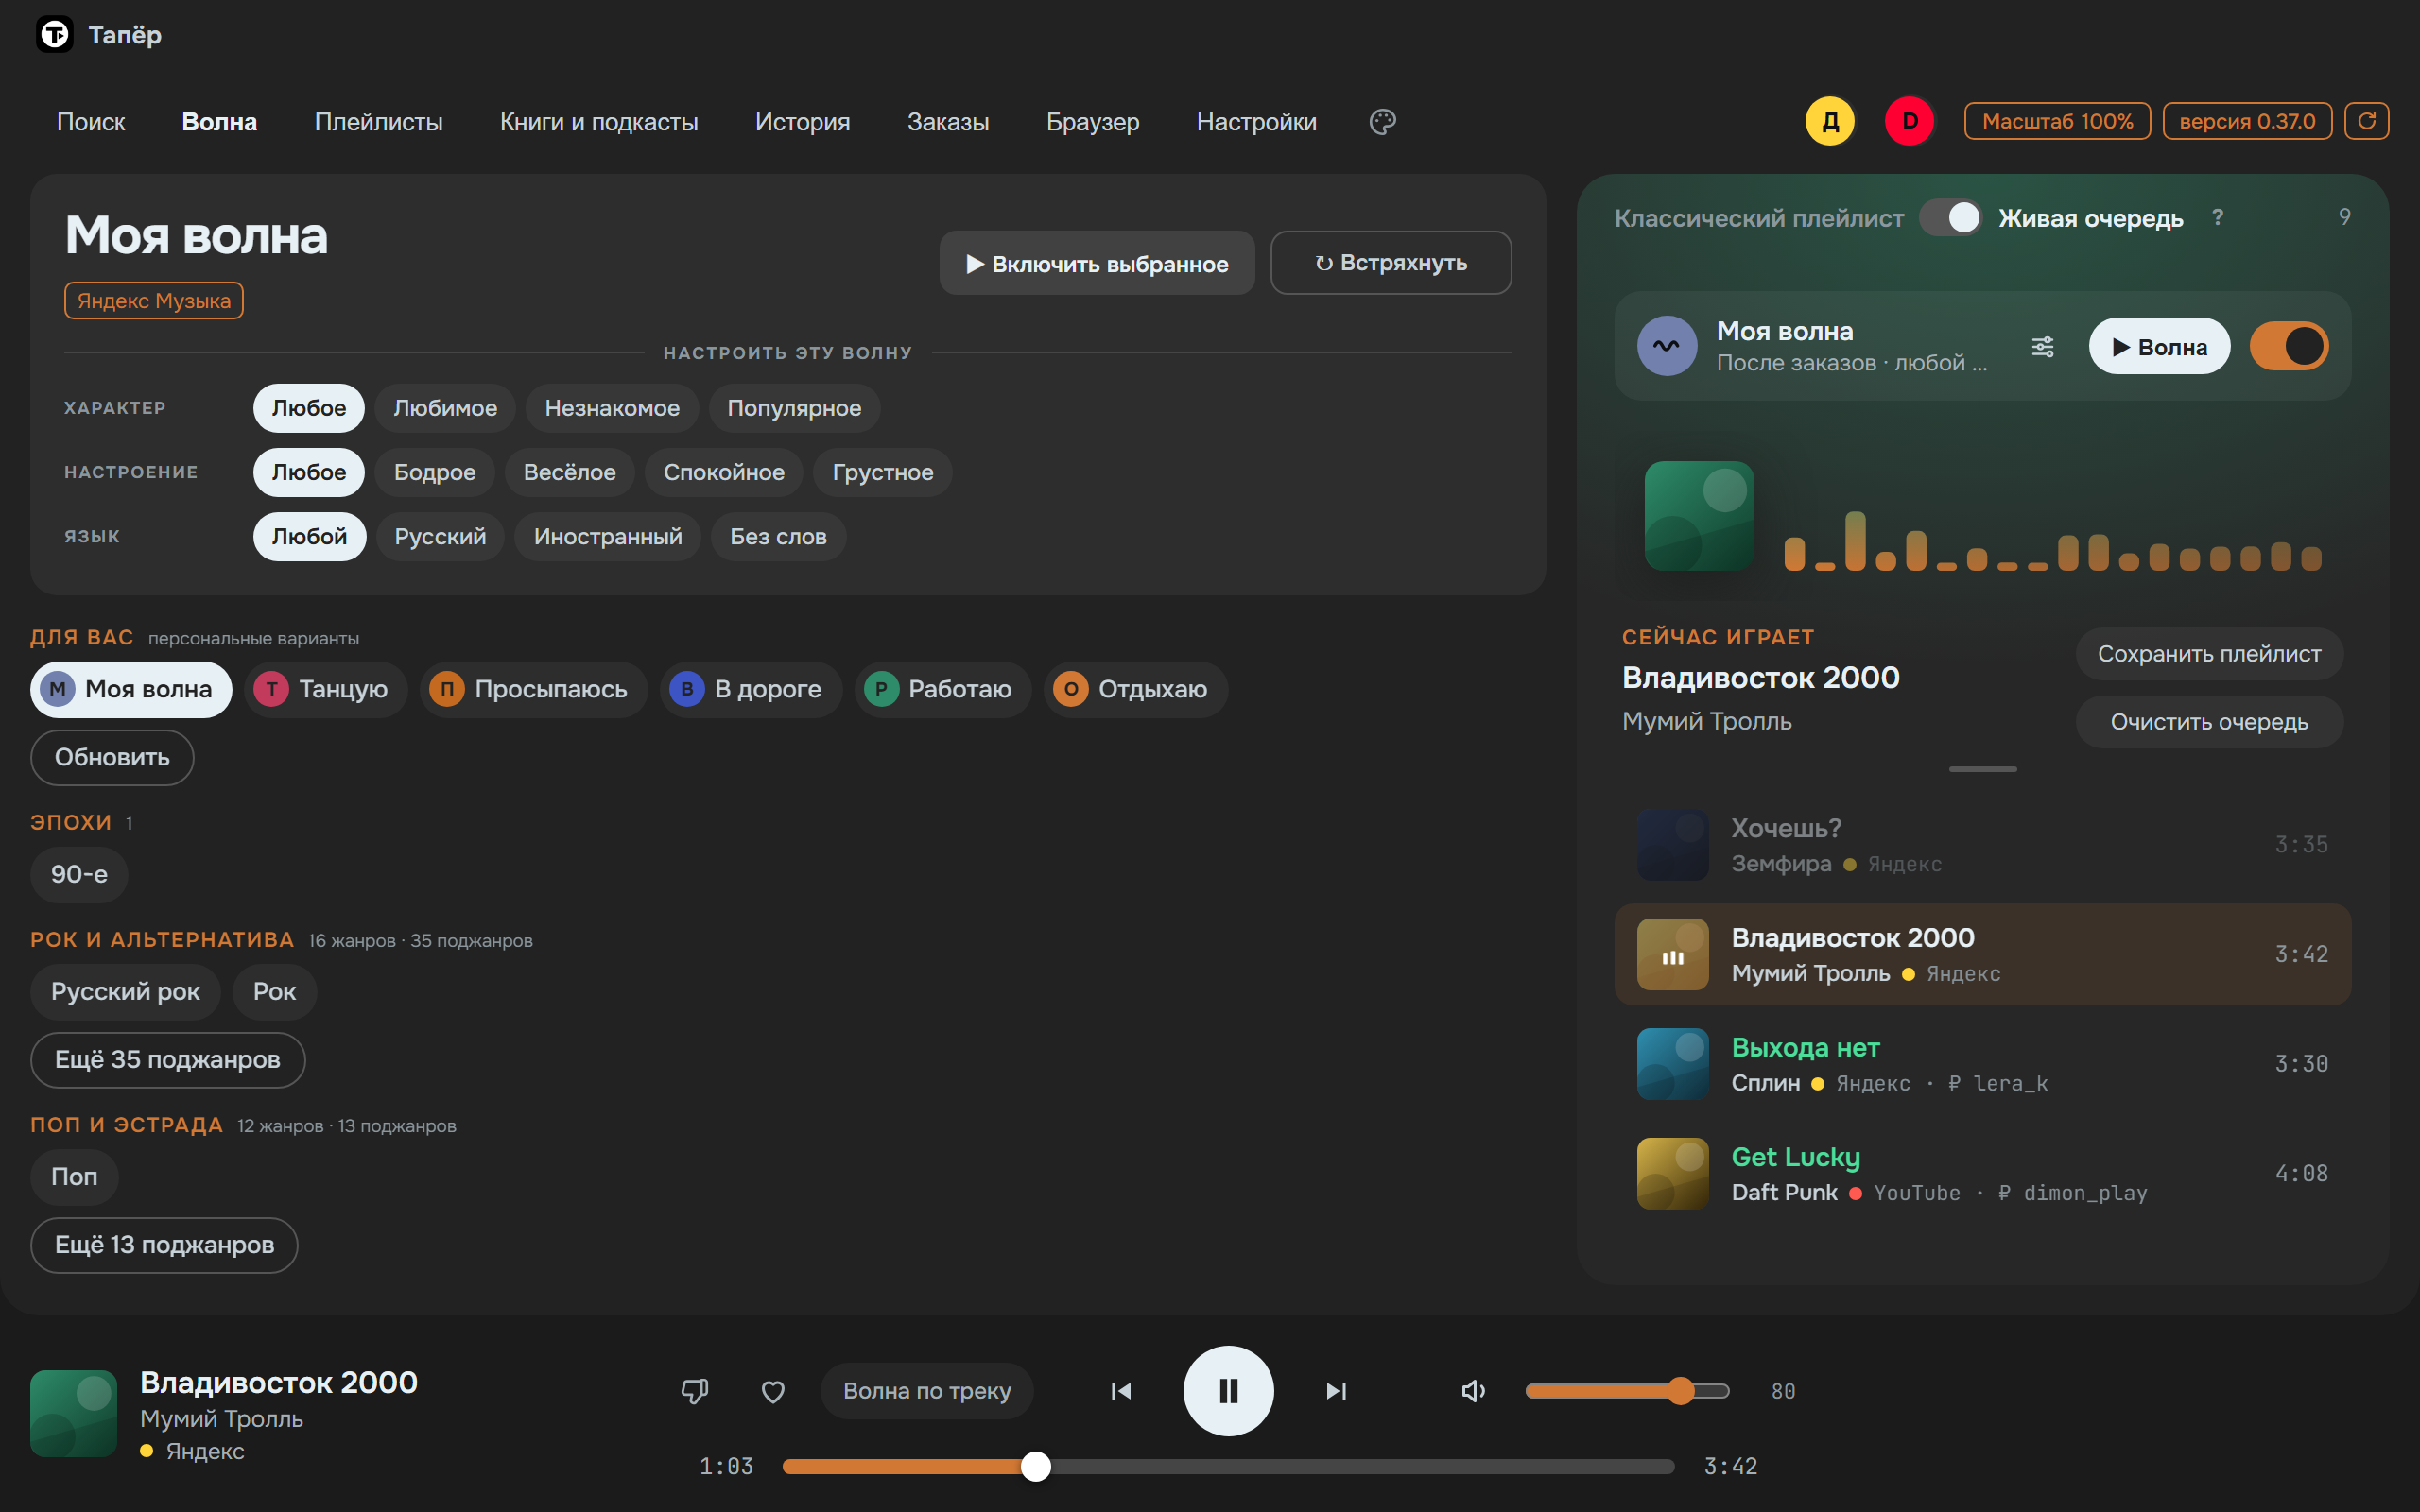 Тапёр
Поиск Волна Плейлисты Книги и подкасты История Заказы Браузер Настройки Д D Масштаб 100% версия 0.37.0
Моя волна
Яндекс Музыка
▶ Включить выбранное ↻ Встряхнуть
НАСТРОИТЬ ЭТУ ВОЛНУ
ХАРАКТЕР Любое Любимое Незнакомое Популярное
НАСТРОЕНИЕ Любое Бодрое Весёлое Спокойное Грустное
ЯЗЫК Любой Русский Иностранный Без слов
ДЛЯ ВАС персональные варианты
М Моя волна Т Танцую П Просыпаюсь В В дороге Р Работаю О Отдыхаю
Обновить
ЭПОХИ 1
90-е
РОК И АЛЬТЕРНАТИВА 16 жанров · 35 поджанров
Русский рок Рок
Ещё 35 поджанров
ПОП И ЭСТРАДА 12 жанров · 13 поджанров
Поп
Ещё 13 поджанров
Классический плейлист Живая очередь ? 9
Моя волна
После заказов · любой ...
▶ Волна
СЕЙЧАС ИГРАЕТ
Владивосток 2000
Мумий Тролль
Сохранить плейлист
Очистить очередь
Хочешь?
Земфира Яндекс
3:35
Владивосток 2000
Мумий Тролль Яндекс
3:42
Выхода нет
Сплин Яндекс · ₽ lera_k
3:30
Get Lucky
Daft Punk YouTube · ₽ dimon_play
4:08
Владивосток 2000
Мумий Тролль
Яндекс
Волна по треку
80
1:03 3:42